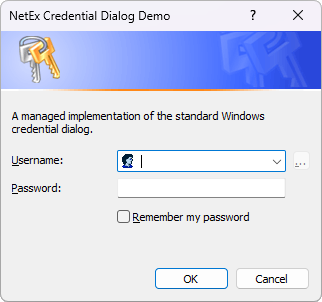 NetEx Credential Dialog Demo
A managed implementation of the standard Windows
credential dialog.
Username:
...
Password:
Remember my password
OK
Cancel